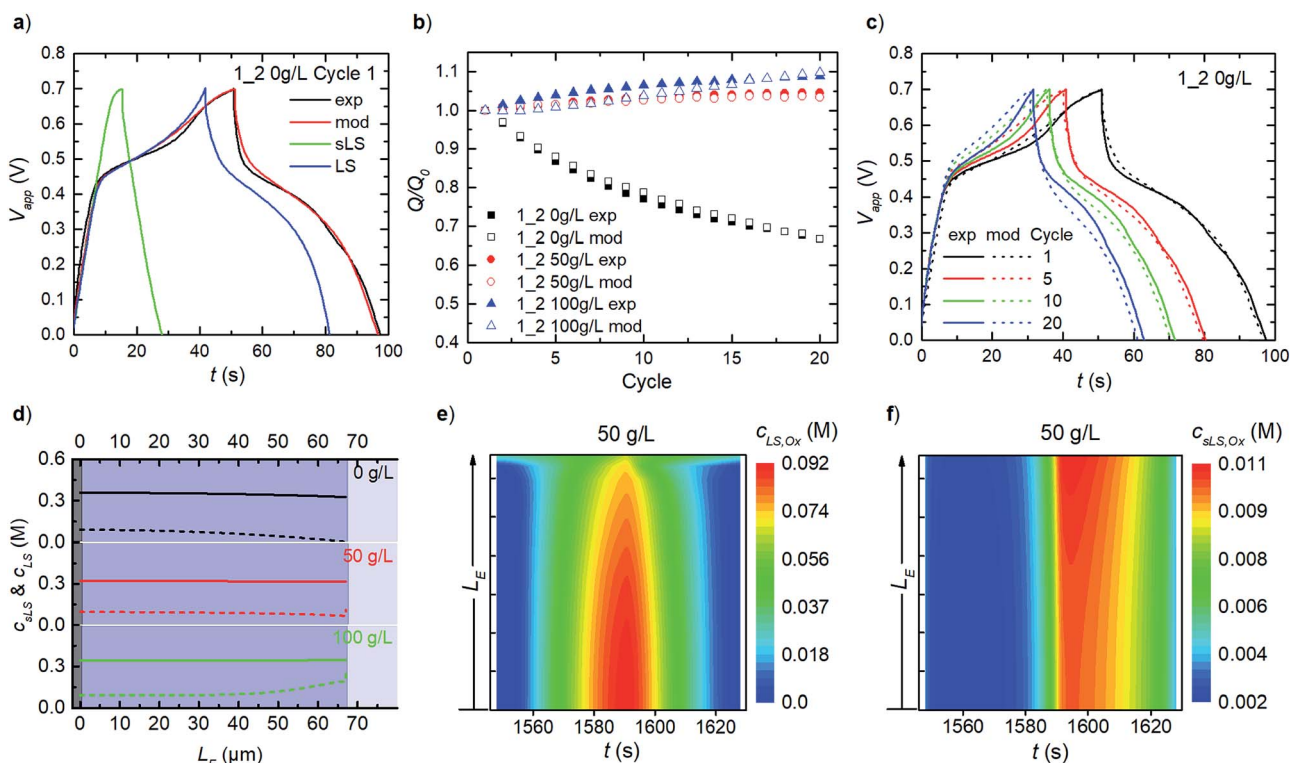 a)
1_2 0g/L Cycle 1
exp
mod
sLS
LS
0.8
0.7
0.6
0.5
0.4
0.3
0.2
0.1
0.0
V_app (V)
0 20 40 60 80 100
t (s)
b)
1.2
1.1
1.0
0.9
0.8
0.7
0.6
0.5
0.4
Q/Q_0
1_2 0g/L exp
1_2 0g/L mod
1_2 50g/L exp
1_2 50g/L mod
1_2 100g/L exp
1_2 100g/L mod
0 5 10 15 20
Cycle
c)
1_2 0g/L
0.8
0.7
0.6
0.5
0.4
0.3
0.2
0.1
0.0
V_app (V)
exp mod Cycle
1
5
10
20
0 20 40 60 80 100
t (s)
d)
0 10 20 30 40 50 60 70
0.6
0.3
0.0
0.3
0.0
0.3
0.0
c_sLS & c_LS (M)
0 g/L
50 g/L
100 g/L
0 10 20 30 40 50 60 70
L_E (µm)
e)
50 g/L
c_LS,Ox (M)
L_E
0.092
0.074
0.056
0.037
0.018
0.0
1560 1590 1600 1620
t (s)
f)
50 g/L
c_sLS,Ox (M)
L_E
0.011
0.009
0.008
0.006
0.004
0.002
1560 1590 1600 1620
t (s)